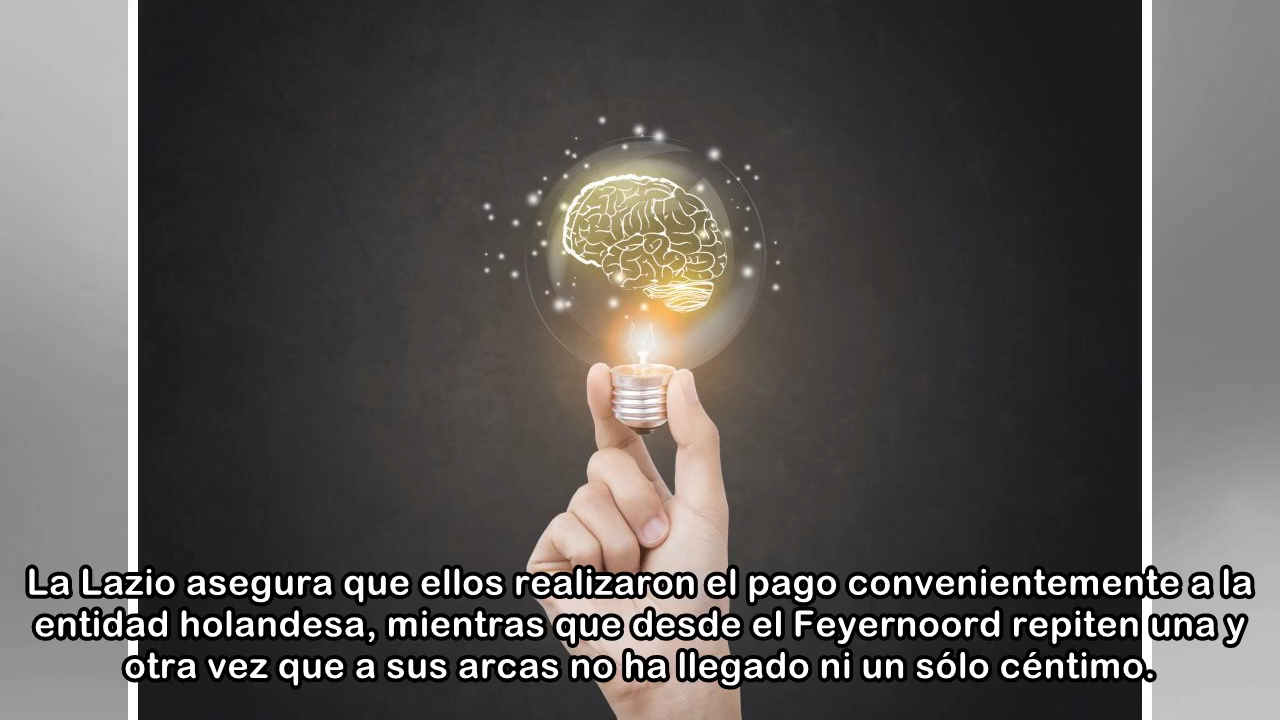 La Lazio asegura que ellos realizaron el pago convenientemente a la
entidad holandesa, mientras que desde el Feyernoord repiten una y
otra vez que a sus arcas no ha llegado ni un sólo céntimo.